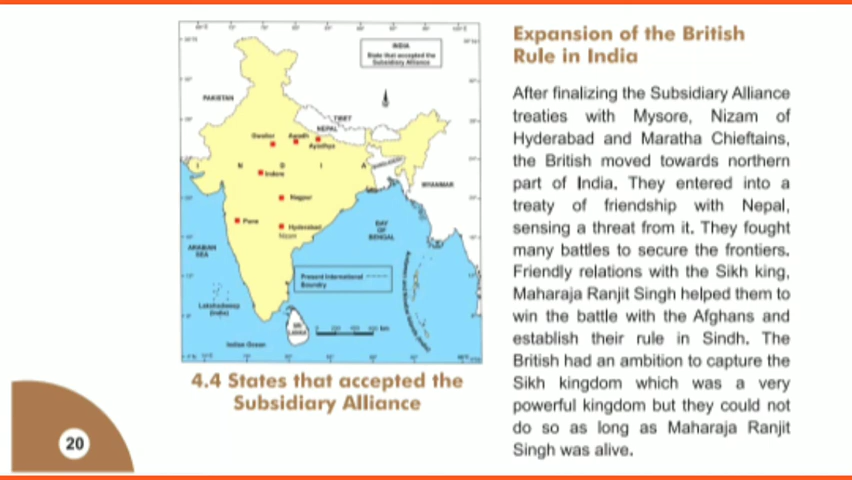 INDIA
State that accepted the
Subsidiary Alliance
PAKISTAN
TIBET
NEPAL
Gwalior
Awadh
Ayodhya
I N D I A
BANGLADESH
Indore
MYANMAR
Nagpur
Pune
Hyderabad
Nizam
BAY
OF
BENGAL
ARABIAN
SEA
Present International
Boundry
Lakshadweep
(India)
SRI
LANKA
Indian Ocean
4.4 States that accepted the
Subsidiary Alliance
20
Expansion of the British
Rule in India
After finalizing the Subsidiary Alliance
treaties with Mysore, Nizam of
Hyderabad and Maratha Chieftains,
the British moved towards northern
part of India. They entered into a
treaty of friendship with Nepal,
sensing a threat from it. They fought
many battles to secure the frontiers.
Friendly relations with the Sikh king,
Maharaja Ranjit Singh helped them to
win the battle with the Afghans and
establish their rule in Sindh. The
British had an ambition to capture the
Sikh kingdom which was a very
powerful kingdom but they could not
do so as long as Maharaja Ranjit
Singh was alive.